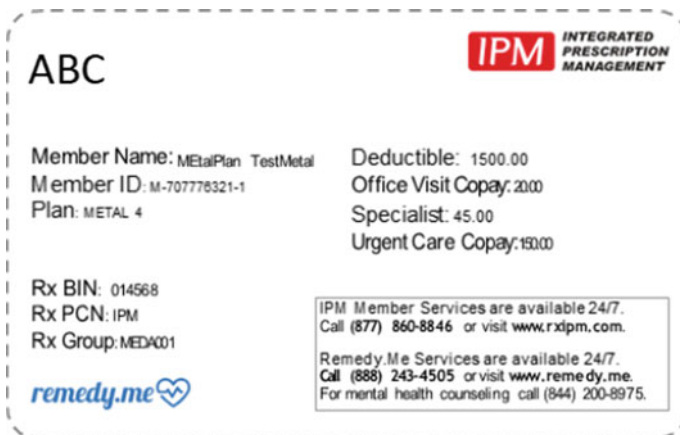 ABC
IPM INTEGRATED
PRESCRIPTION
MANAGEMENT
Member Name: MEtalPlan TestMetal
Member ID: M-707776321-1
Plan: METAL 4
Deductible: 1500.00
Office Visit Copay: 20.00
Specialist: 45.00
Urgent Care Copay: 150.00
Rx BIN: 014568
Rx PCN: IPM
Rx Group: MEDA001
remedy.me
IPM Member Services are available 24/7.
Call (877) 860-8846 or visit www.rxipm.com.
Remedy.Me Services are available 24/7.
Call (888) 243-4505 or visit www.remedy.me.
For mental health counseling call (844) 200-8975.